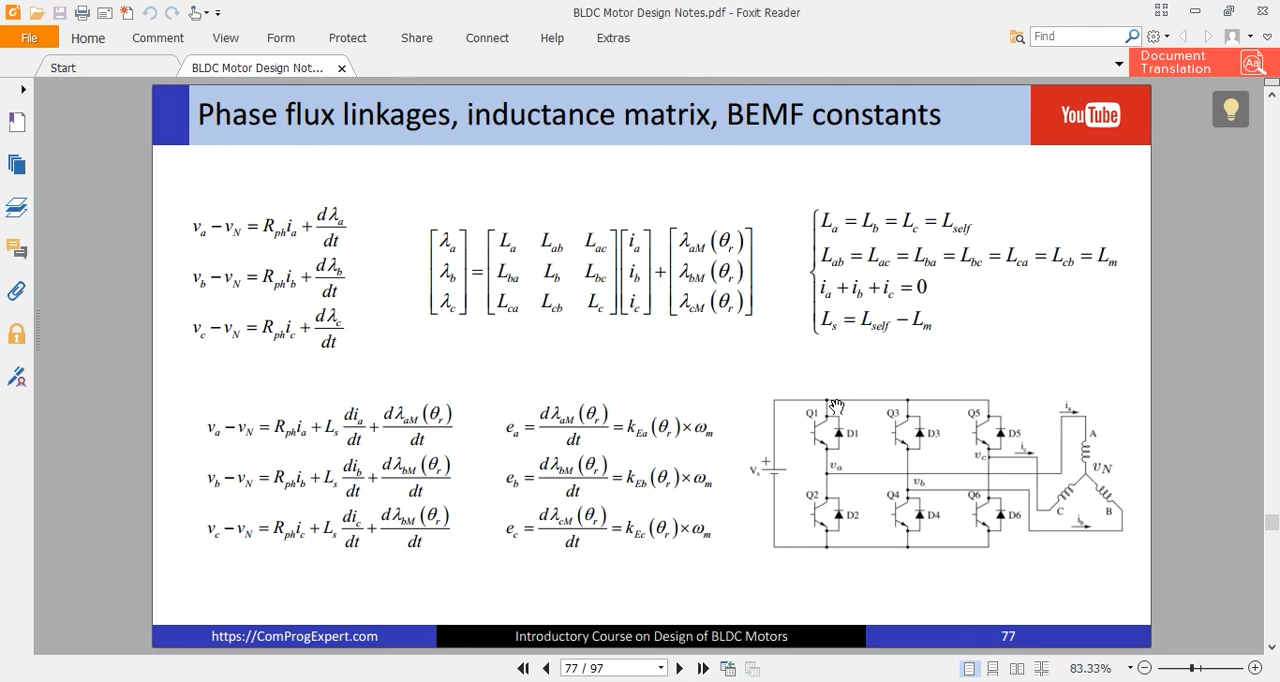 BLDC Motor Design Notes.pdf - Foxit Reader
File Home Comment View Form Protect Share Connect Help Extras Find
Start BLDC Motor Design Not... Document Translation
Phase flux linkages, inductance matrix, BEMF constants
YouTube
v_a − v_N = R_ph i_a + dλ_a/dt
v_b − v_N = R_ph i_b + dλ_b/dt
v_c − v_N = R_ph i_c + dλ_c/dt
[λ_a] = [L_a L_ab L_ac] [i_a] + [λ_aM(θ_r)]
[λ_b] = [L_ba L_b L_bc] [i_b] + [λ_bM(θ_r)]
[λ_c] = [L_ca L_cb L_c] [i_c] + [λ_cM(θ_r)]
L_a = L_b = L_c = L_self
L_ab = L_ac = L_ba = L_bc = L_ca = L_cb = L_m
i_a + i_b + i_c = 0
L_s = L_self − L_m
v_a − v_N = R_ph i_a + L_s di_a/dt + dλ_aM(θ_r)/dt
v_b − v_N = R_ph i_b + L_s di_b/dt + dλ_bM(θ_r)/dt
v_c − v_N = R_ph i_c + L_s di_c/dt + dλ_bM(θ_r)/dt
e_a = dλ_aM(θ_r)/dt = k_Ea(θ_r) × ω_m
e_b = dλ_bM(θ_r)/dt = k_Eb(θ_r) × ω_m
e_c = dλ_cM(θ_r)/dt = k_Ec(θ_r) × ω_m
Q1 Q3 Q5 i_a
D1 D3 D5 A
V_s + v_a v_b v_c i_c v_N
Q2 Q4 Q6 C B
D2 D4 D6 i_b
https://ComProgExpert.com Introductory Course on Design of BLDC Motors 77
77 / 97 83.33%